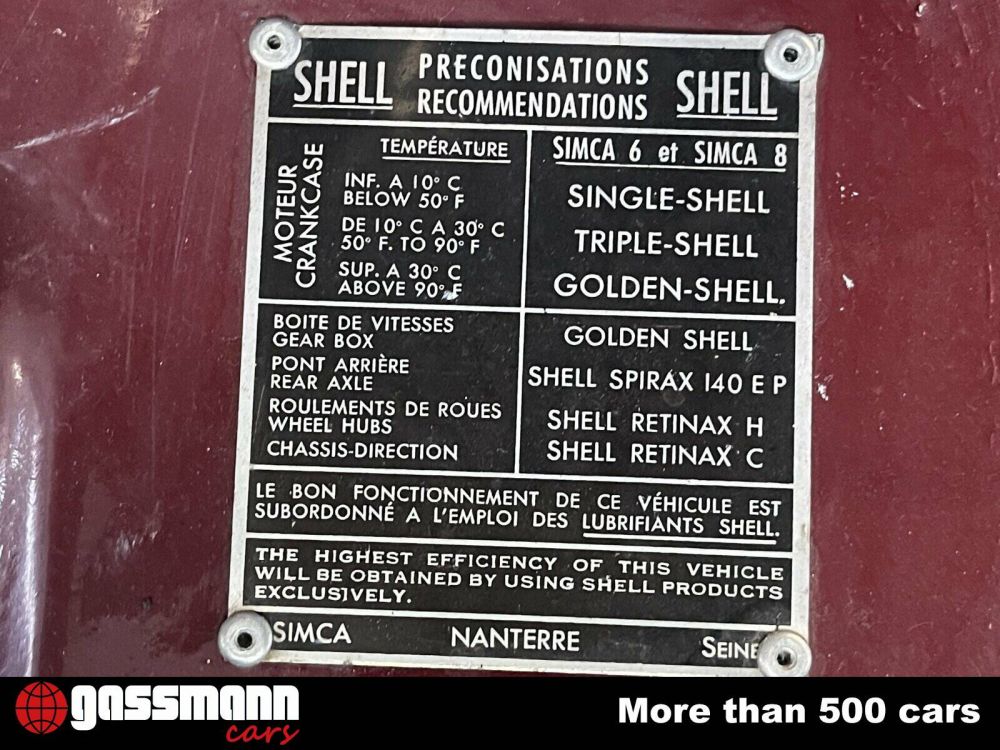 SHELL PRECONISATIONS SHELL
RECOMMENDATIONS
MOTEUR
CRANKCASE
TEMPÉRATURE
SIMCA 6 et SIMCA 8
INF. A 10° C
BELOW 50° F
SINGLE-SHELL
DE 10° C A 30° C
50° F. TO 90° F
TRIPLE-SHELL
SUP. A 30° C
ABOVE 90° F
GOLDEN-SHELL.
BOITE DE VITESSES
GEAR BOX
GOLDEN SHELL
PONT ARRIÈRE
REAR AXLE
SHELL SPIRAX 140 E P
ROULEMENTS DE ROUES
WHEEL HUBS
SHELL RETINAX H
CHASSIS-DIRECTION
SHELL RETINAX C
LE BON FONCTIONNEMENT DE CE VÉHICULE EST
SUBORDONNÉ A L'EMPLOI DES LUBRIFIANTS SHELL.
THE HIGHEST EFFICIENCY OF THIS VEHICLE
WILL BE OBTAINED BY USING SHELL PRODUCTS
EXCLUSIVELY.
SIMCA NANTERRE SEINE
gassmann
cars
More than 500 cars